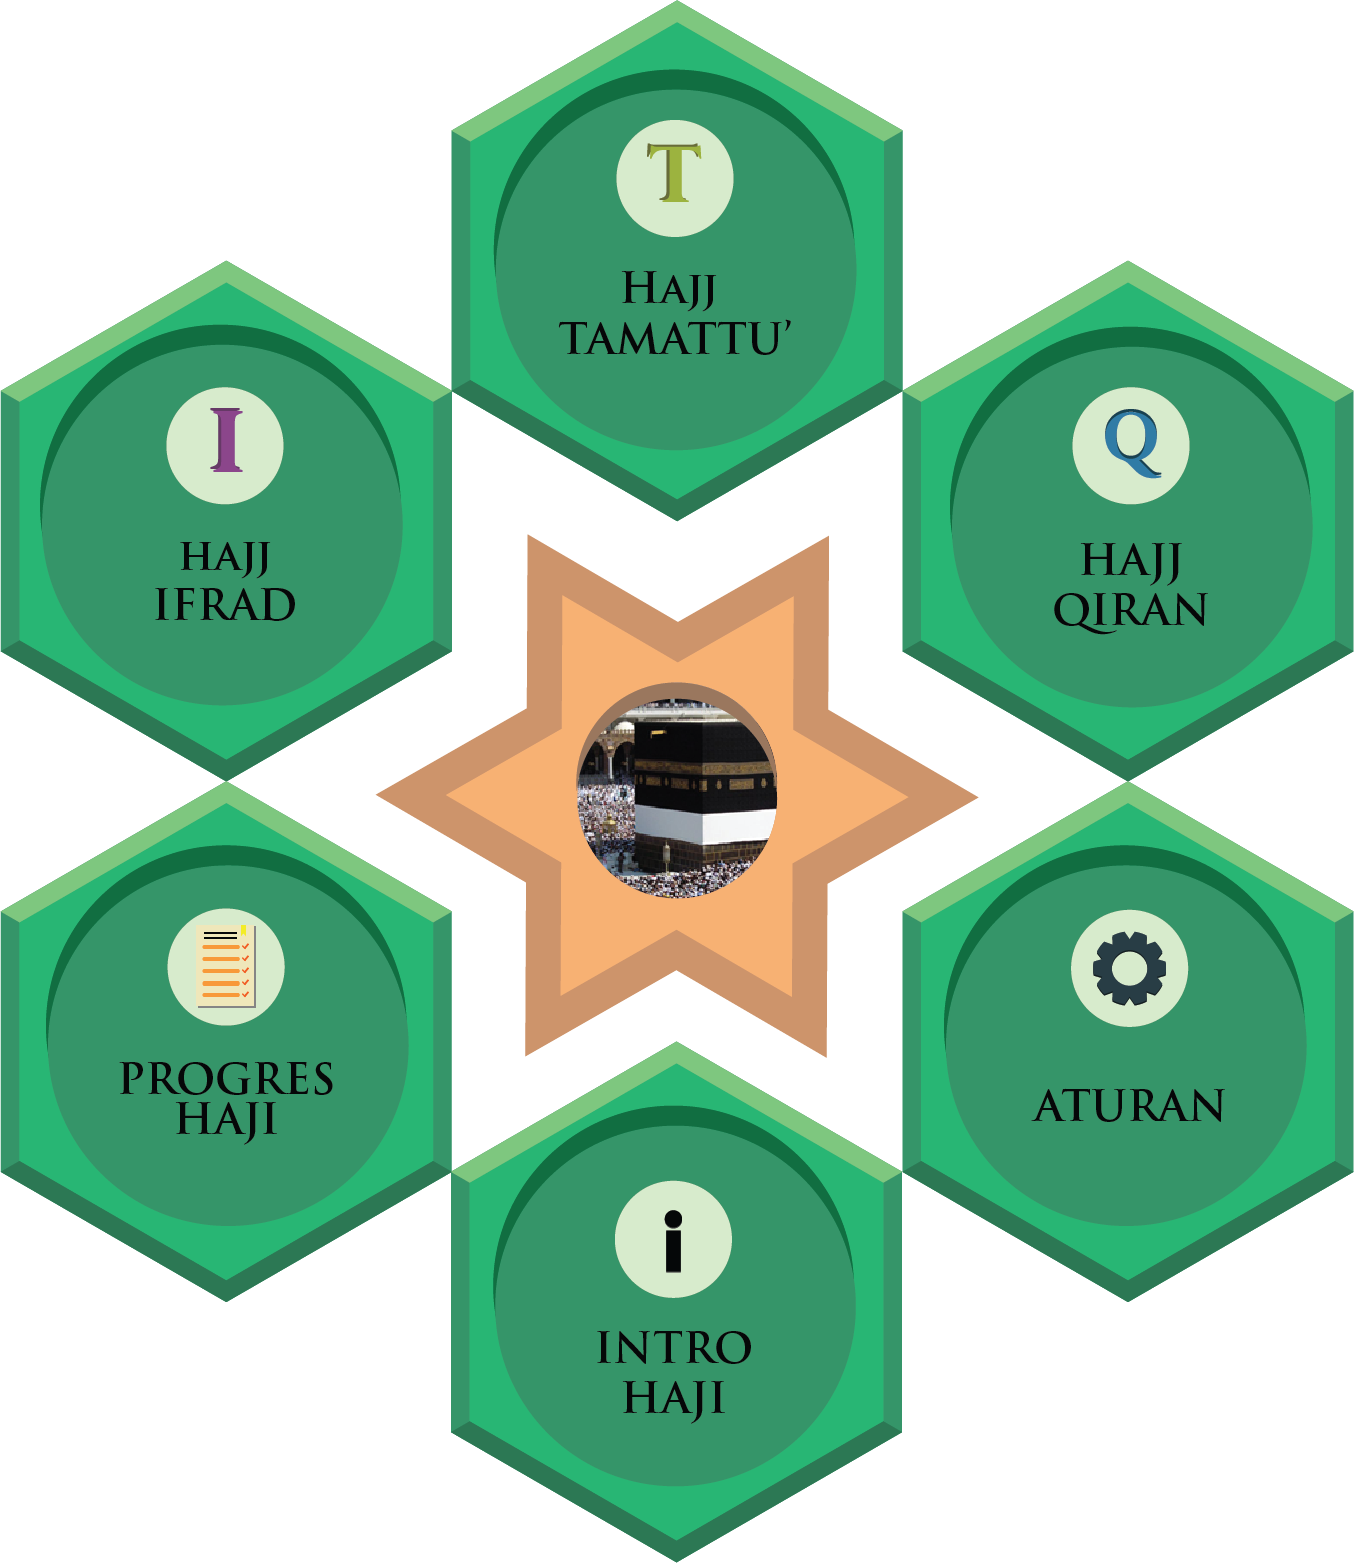 T
HAJJ
TAMATTU’
I
HAJJ
IFRAD
Q
HAJJ
QIRAN
PROGRES
HAJI
ATURAN
i
INTRO
HAJI